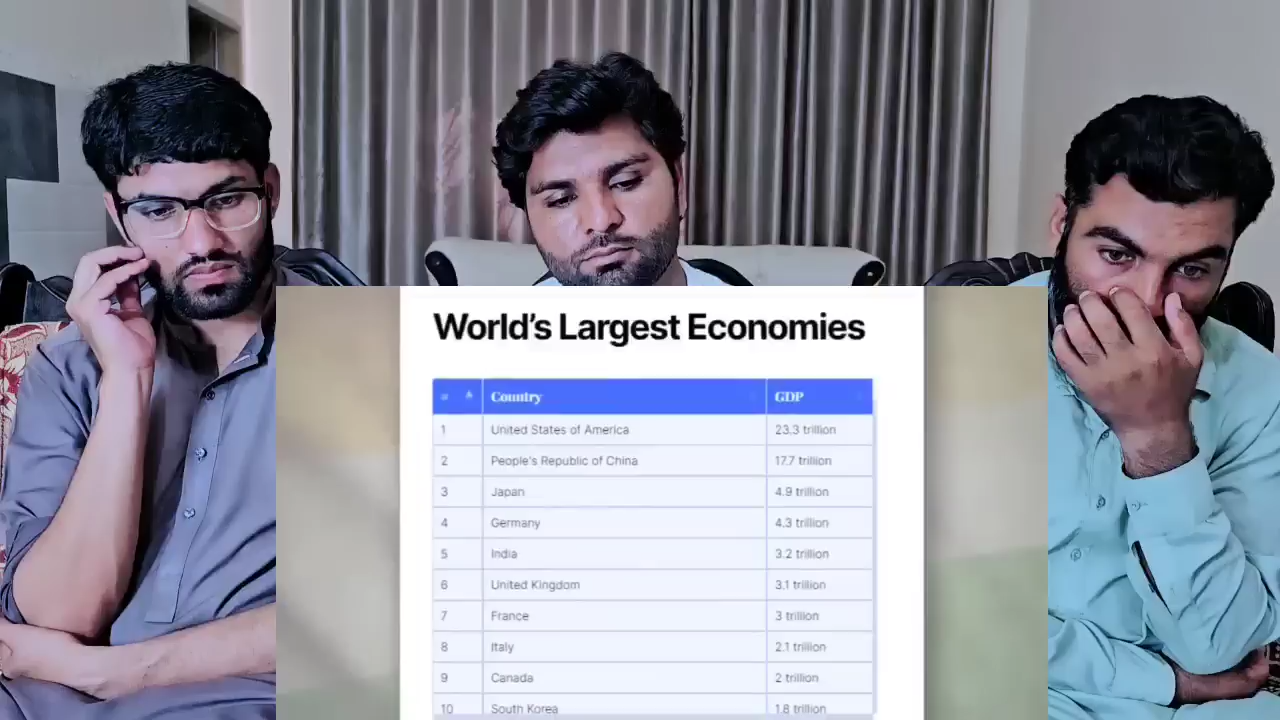 World's Largest Economies
Country GDP
1 United States of America 23.3 trillion
2 People's Republic of China 17.7 trillion
3 Japan 4.9 trillion
4 Germany 4.3 trillion
5 India 3.2 trillion
6 United Kingdom 3.1 trillion
7 France 3 trillion
8 Italy 2.1 trillion
9 Canada 2 trillion
10 South Korea 1.8 trillion